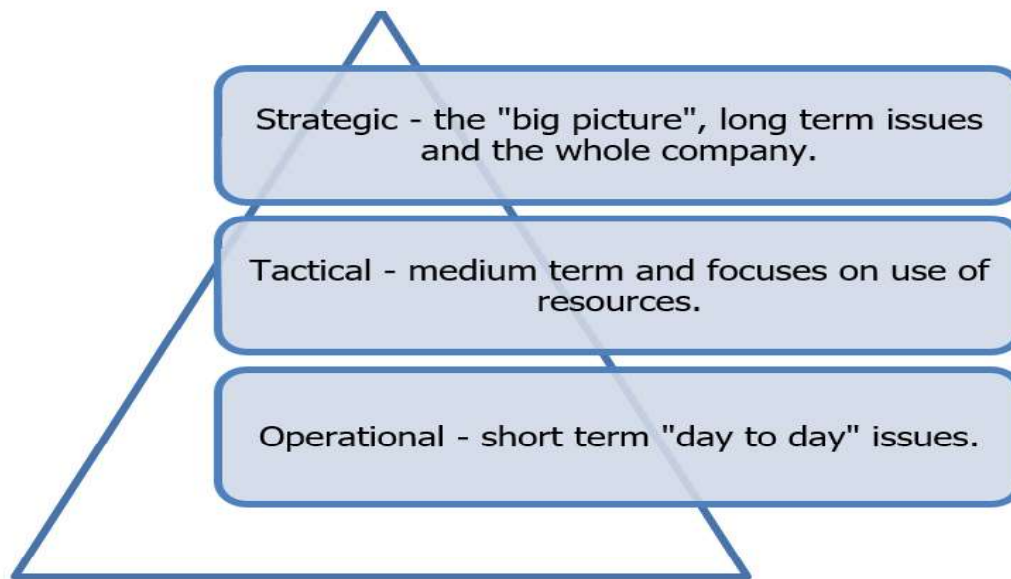 Strategic - the "big picture", long term issues
and the whole company.
Tactical - medium term and focuses on use of
resources.
Operational - short term "day to day" issues.